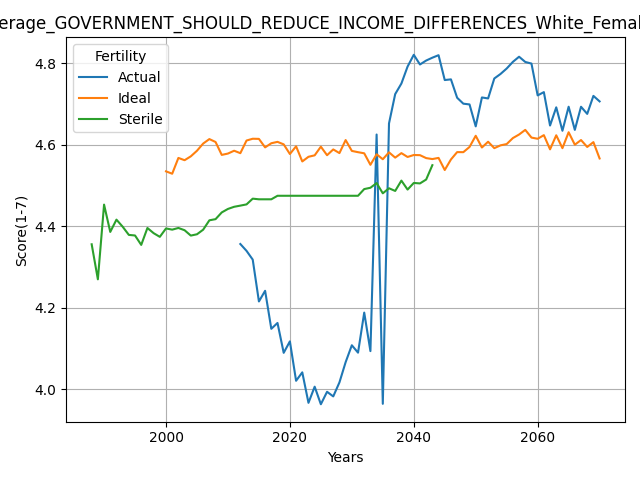 erage_GOVERNMENT_SHOULD_REDUCE_INCOME_DIFFERENCES_White_Fema
Fertility
Actual
Ideal
Sterile
Score(1-7)
4.8
4.6
4.4
4.2
4.0
2000
2020
2040
2060
Years